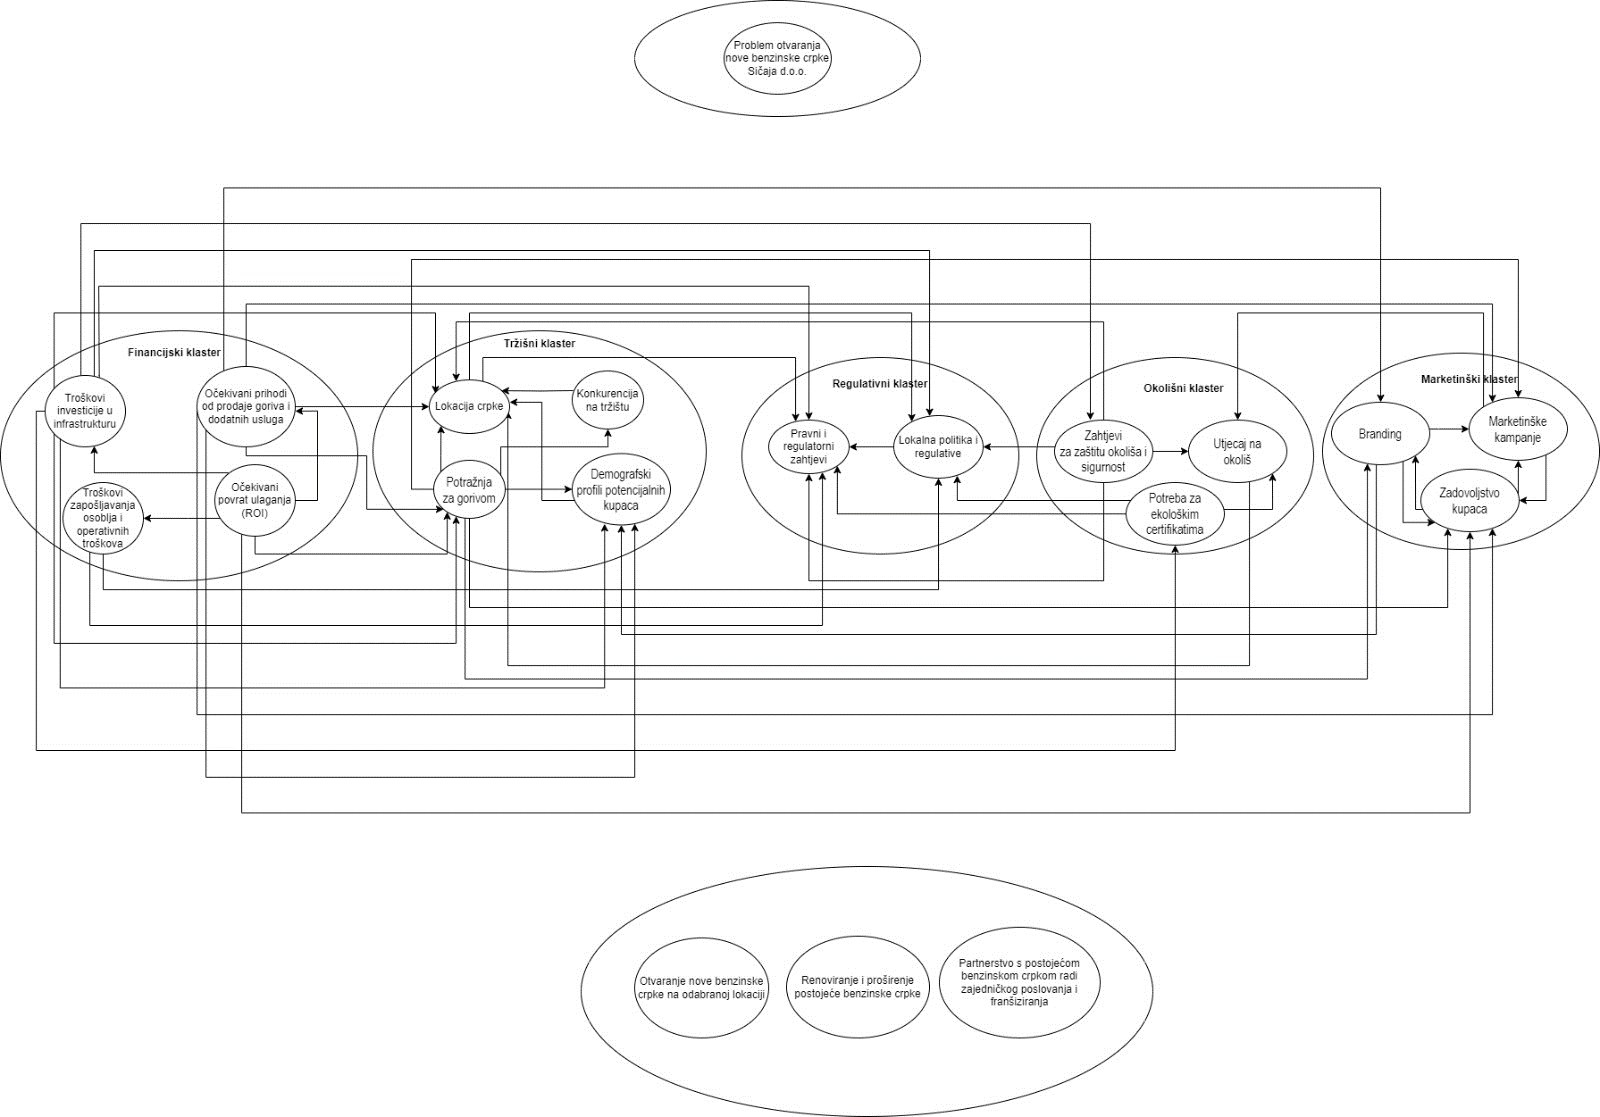 Problem otvaranja
nove benzinske crpke
Sičaja d.o.o.
Financijski klaster
Troškovi
investicije u
infrastrukturu
Očekivani prihodi
od prodaje goriva i
dodatnih usluga
Troškovi
zapošljavanja
osoblja i
operativnih
troškova
Očekivani
povrat ulaganja
(ROI)
Tržišni klaster
Lokacija crpke
Konkurencija
na tržištu
Potražnja
za gorivom
Demografski
profili potencijalnih
kupaca
Regulativni klaster
Pravni i
regulatorni
zahtjevi
Lokalna politika i
regulative
Okolišni klaster
Zahtjevi
za zaštitu okoliša i
sigurnost
Utjecaj na
okoliš
Potreba za
ekološkim
certifikatima
Marketinški klaster
Branding
Marketinške
kampanje
Zadovoljstvo
kupaca
Otvaranje nove benzinske
crpke na odabranoj lokaciji
Renoviranje i proširenje
postojeće benzinske crpke
Partnerstvo s postojećom
benzinskom crpkom radi
zajedničkog poslovanja i
franšiziranja